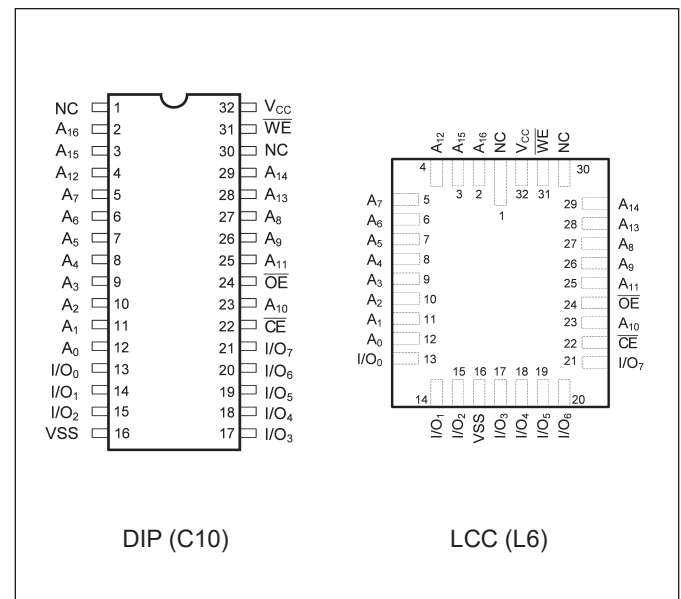 NC 1 32 VCC
A16 2 31 WE
A15 3 30 NC
A12 4 29 A14
A7 5 28 A13
A6 6 27 A8
A5 7 26 A9
A4 8 25 A11
A3 9 24 OE
A2 10 23 A10
A1 11 22 CE
A0 12 21 I/O7
I/O0 13 20 I/O6
I/O1 14 19 I/O5
I/O2 15 18 I/O4
VSS 16 17 I/O3
DIP (C10)
A12 A15 A16 NC VCC WE NC
4 3 2 1 32 31 30
A7 5 29 A14
A6 6 28 A13
A5 7 27 A8
A4 8 26 A9
A3 9 25 A11
A2 10 24 OE
A1 11 23 A10
A0 12 22 CE
I/O0 13 21 I/O7
14 15 16 17 18 19 20
I/O1 I/O2 VSS I/O3 I/O4 I/O5 I/O6
LCC (L6)